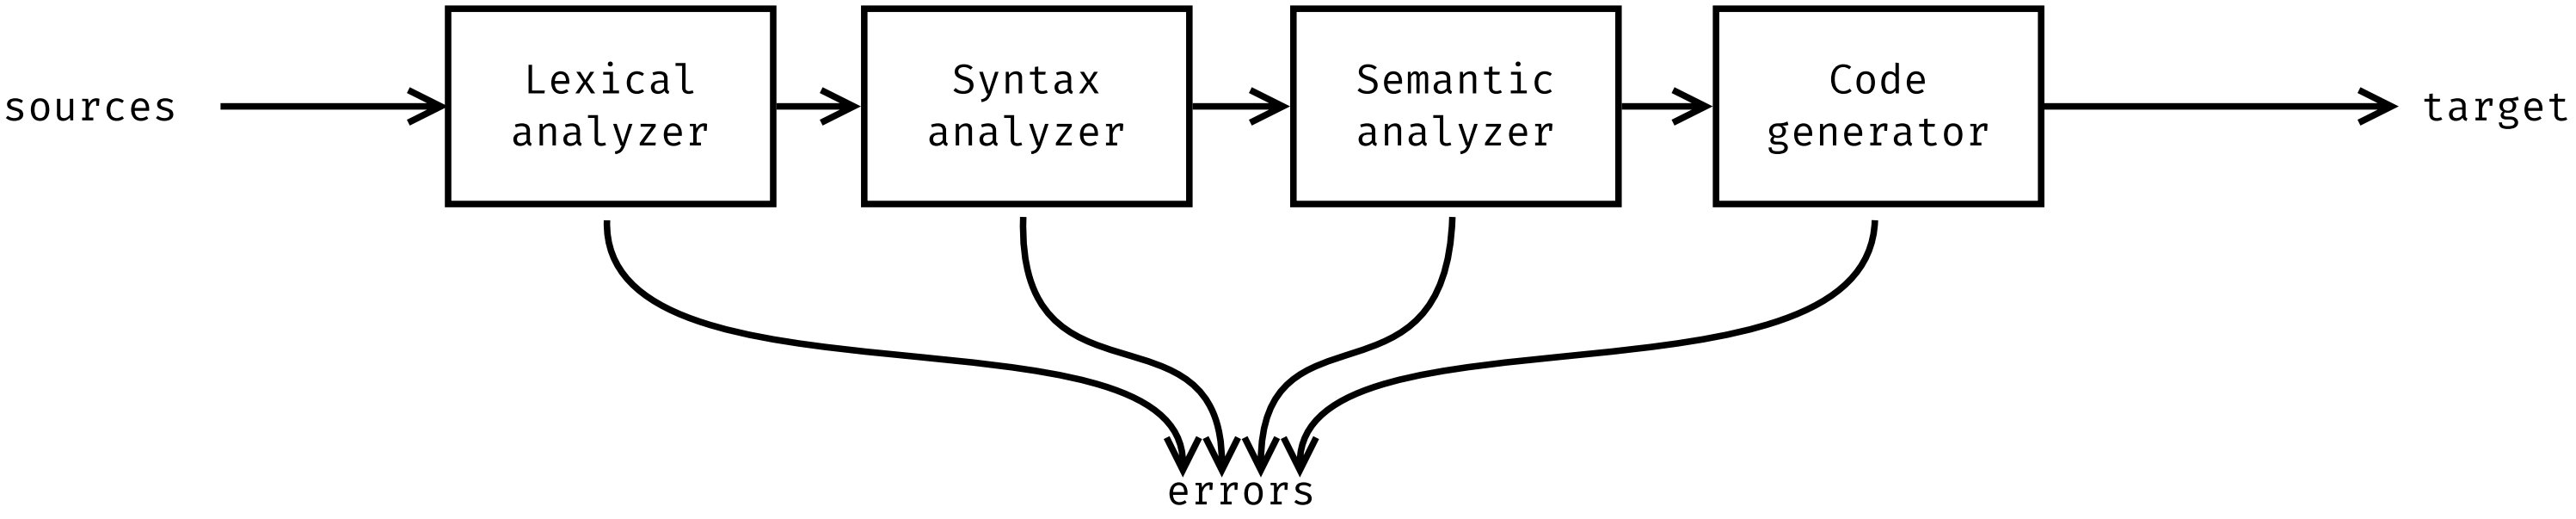 sources
Lexical
analyzer
Syntax
analyzer
Semantic
analyzer
Code
generator
target
errors